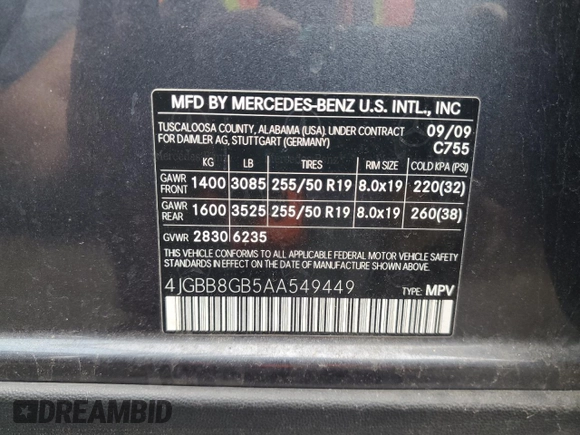 MFD BY MERCEDES-BENZ U.S. INTL., INC
TUSCALOOSA COUNTY, ALABAMA (USA), UNDER CONTRACT 09/09
FOR DAIMLER AG, STUTTGART (GERMANY) C755
KG LB TIRES RIM SIZE COLD KPA (PSI)
GAWR FRONT 1400 3085 255/50 R19 8.0x19 220(32)
GAWR REAR 1600 3525 255/50 R19 8.0x19 260(38)
GVWR 2830 6235
THIS VEHICLE CONFORMS TO ALL APPLICABLE FEDERAL MOTOR VEHICLE SAFETY
AND THEFT PREVENTION STANDARDS IN EFFECT ON THE DATE OF MANUFACTURE SHOWN ABOVE.
4JGBB8GB5AA549449 TYPE: MPV
DREAMBID